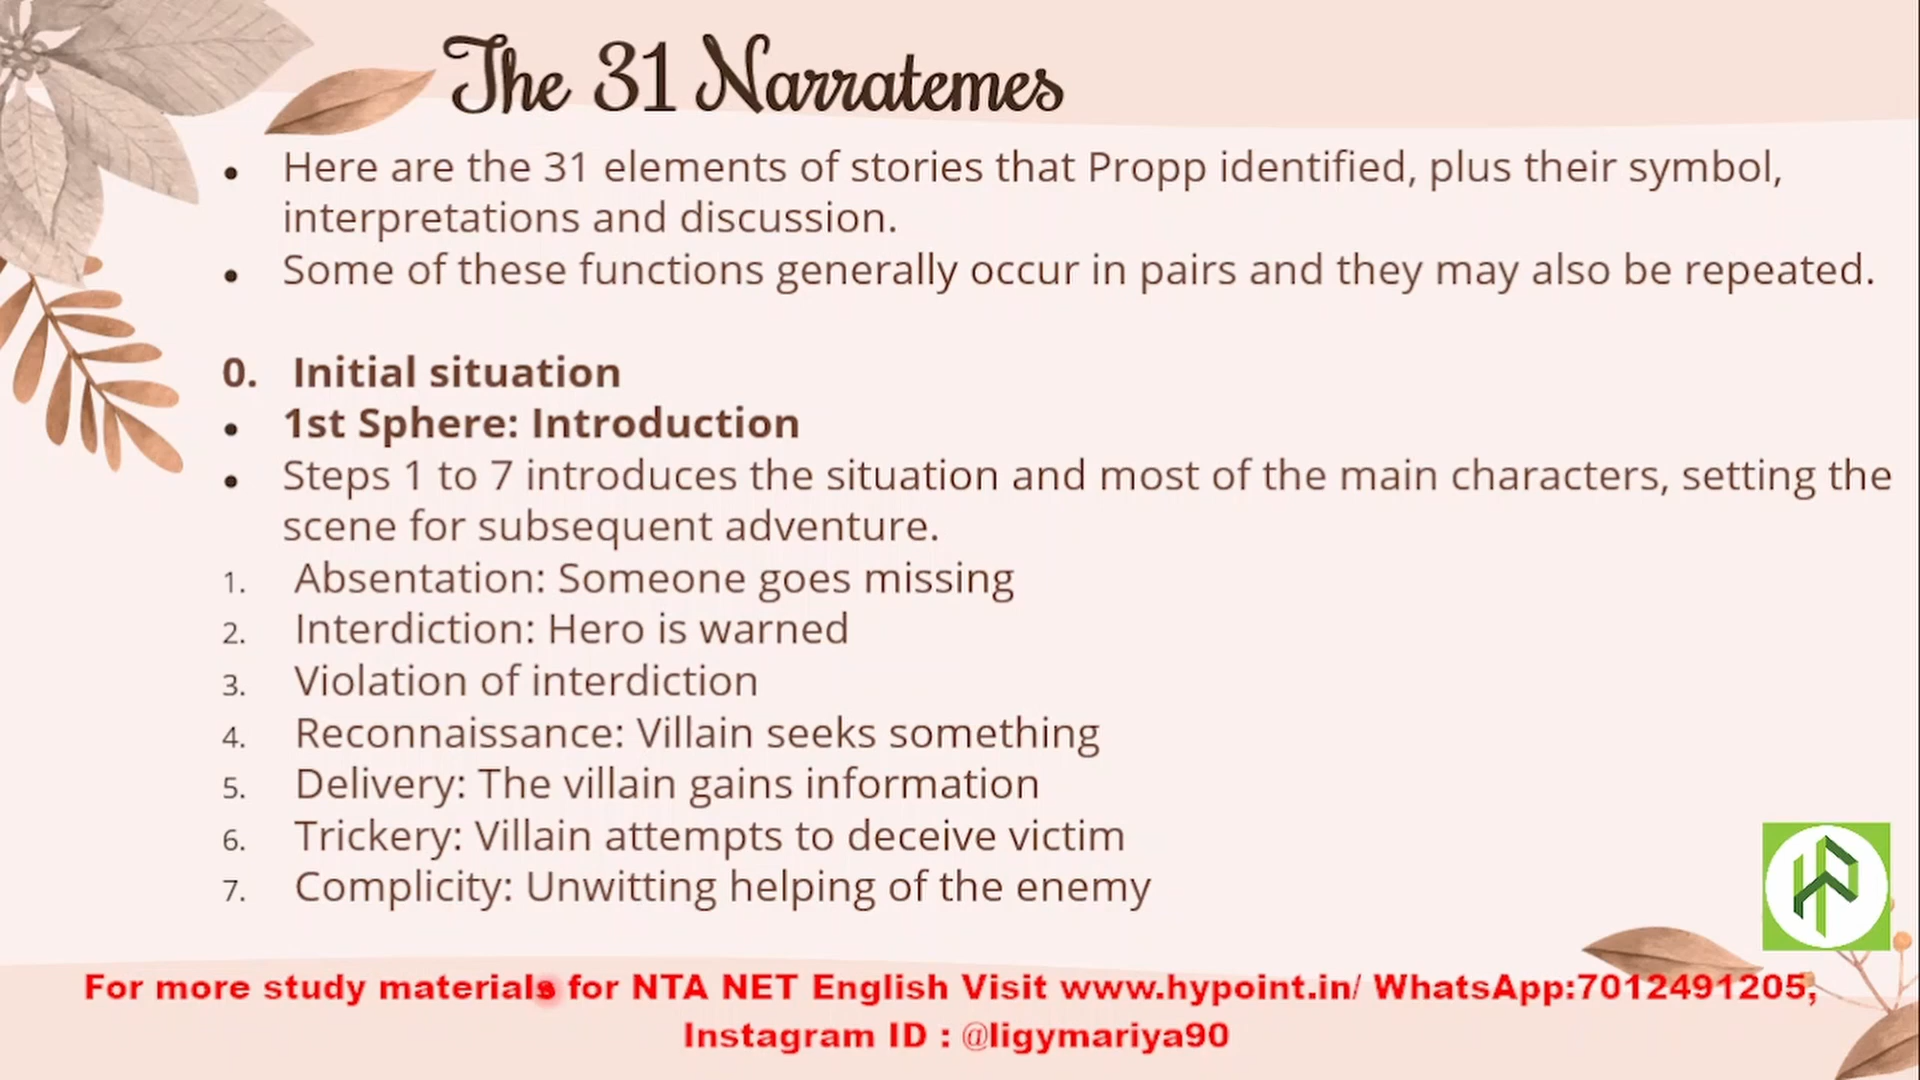 The 31 Narratemes
• Here are the 31 elements of stories that Propp identified, plus their symbol,
interpretations and discussion.
• Some of these functions generally occur in pairs and they may also be repeated.
0. Initial situation
• 1st Sphere: Introduction
• Steps 1 to 7 introduces the situation and most of the main characters, setting the
scene for subsequent adventure.
1. Absentation: Someone goes missing
2. Interdiction: Hero is warned
3. Violation of interdiction
4. Reconnaissance: Villain seeks something
5. Delivery: The villain gains information
6. Trickery: Villain attempts to deceive victim
7. Complicity: Unwitting helping of the enemy
For more study materials for NTA NET English Visit www.hypoint.in/ WhatsApp:7012491205,
Instagram ID : @ligymariya90